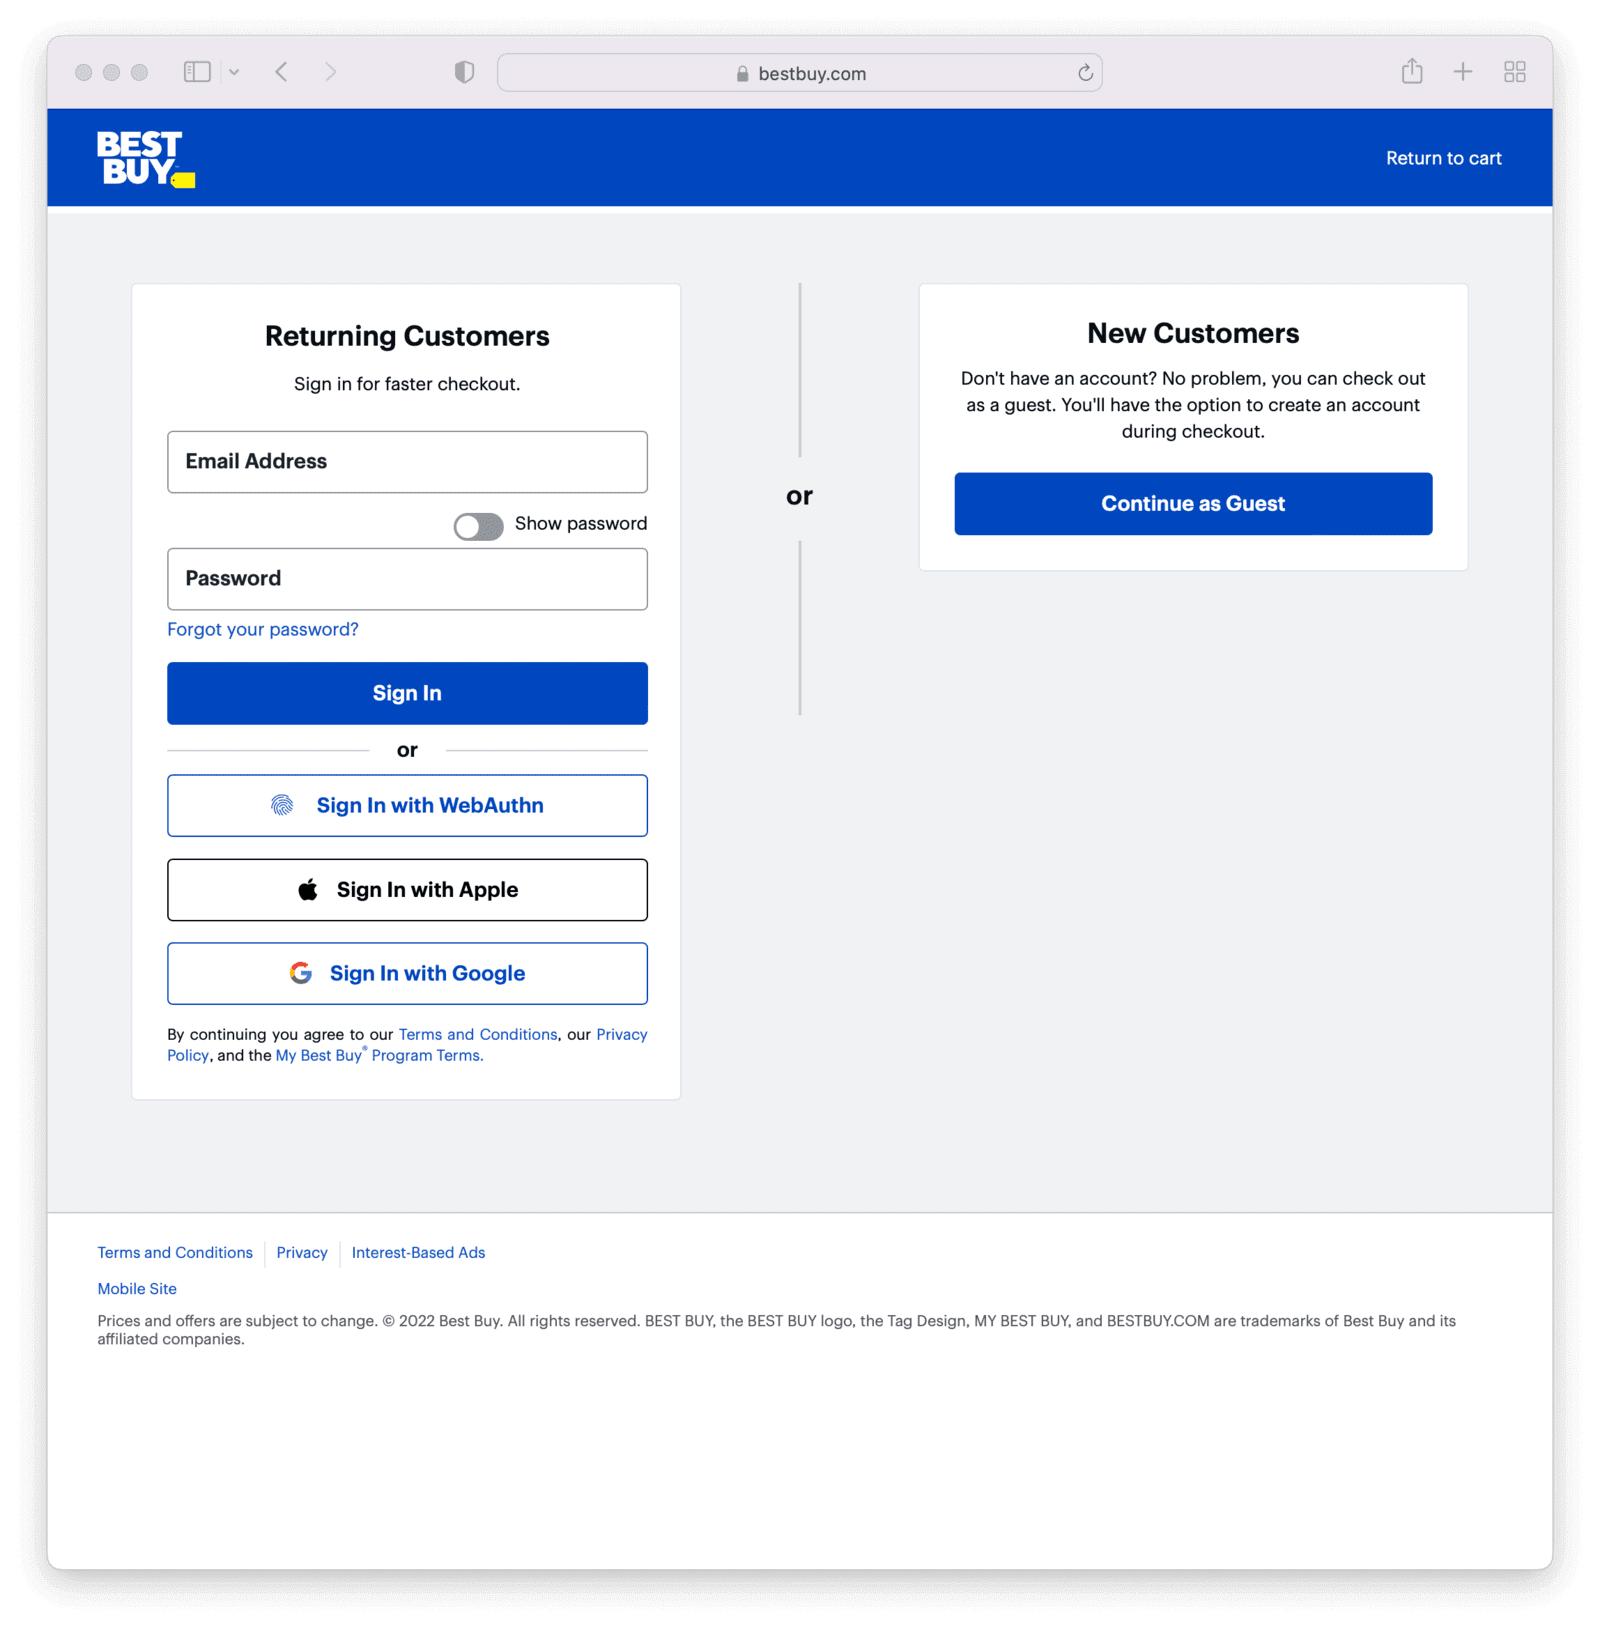 bestbuy.com
BEST
BUY
Return to cart
Returning Customers
Sign in for faster checkout.
Email Address
Show password
Password
Forgot your password?
Sign In
or
Sign In with WebAuthn
Sign In with Apple
Sign In with Google
By continuing you agree to our Terms and Conditions, our Privacy
Policy, and the My Best Buy® Program Terms.
or
New Customers
Don't have an account? No problem, you can check out
as a guest. You'll have the option to create an account
during checkout.
Continue as Guest
Terms and Conditions
Privacy
Interest-Based Ads
Mobile Site
Prices and offers are subject to change. © 2022 Best Buy. All rights reserved. BEST BUY, the BEST BUY logo, the Tag Design, MY BEST BUY, and BESTBUY.COM are trademarks of Best Buy and its
affiliated companies.